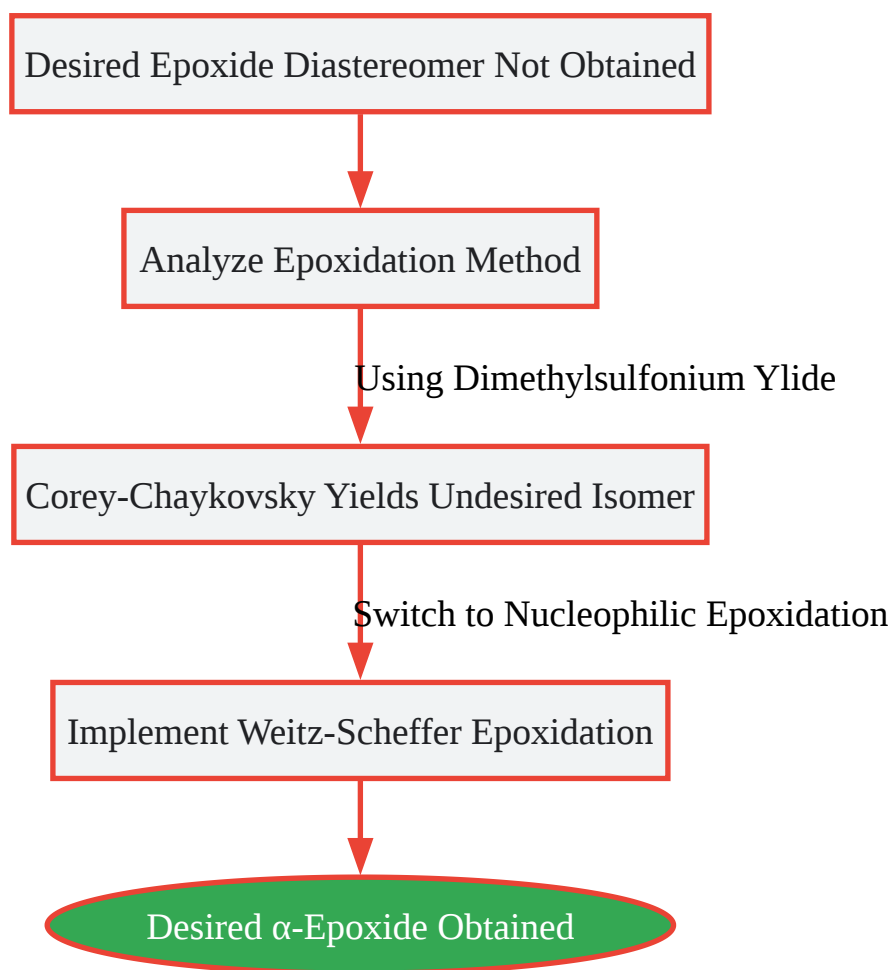 Desired Epoxide Diastereomer Not Obtained
Analyze Epoxidation Method
Using Dimethylsulfonium Ylide
Corey-Chaykovsky Yields Undesired Isomer
Switch to Nucleophilic Epoxidation
Implement Weitz-Scheffer Epoxidation
Desired α-Epoxide Obtained